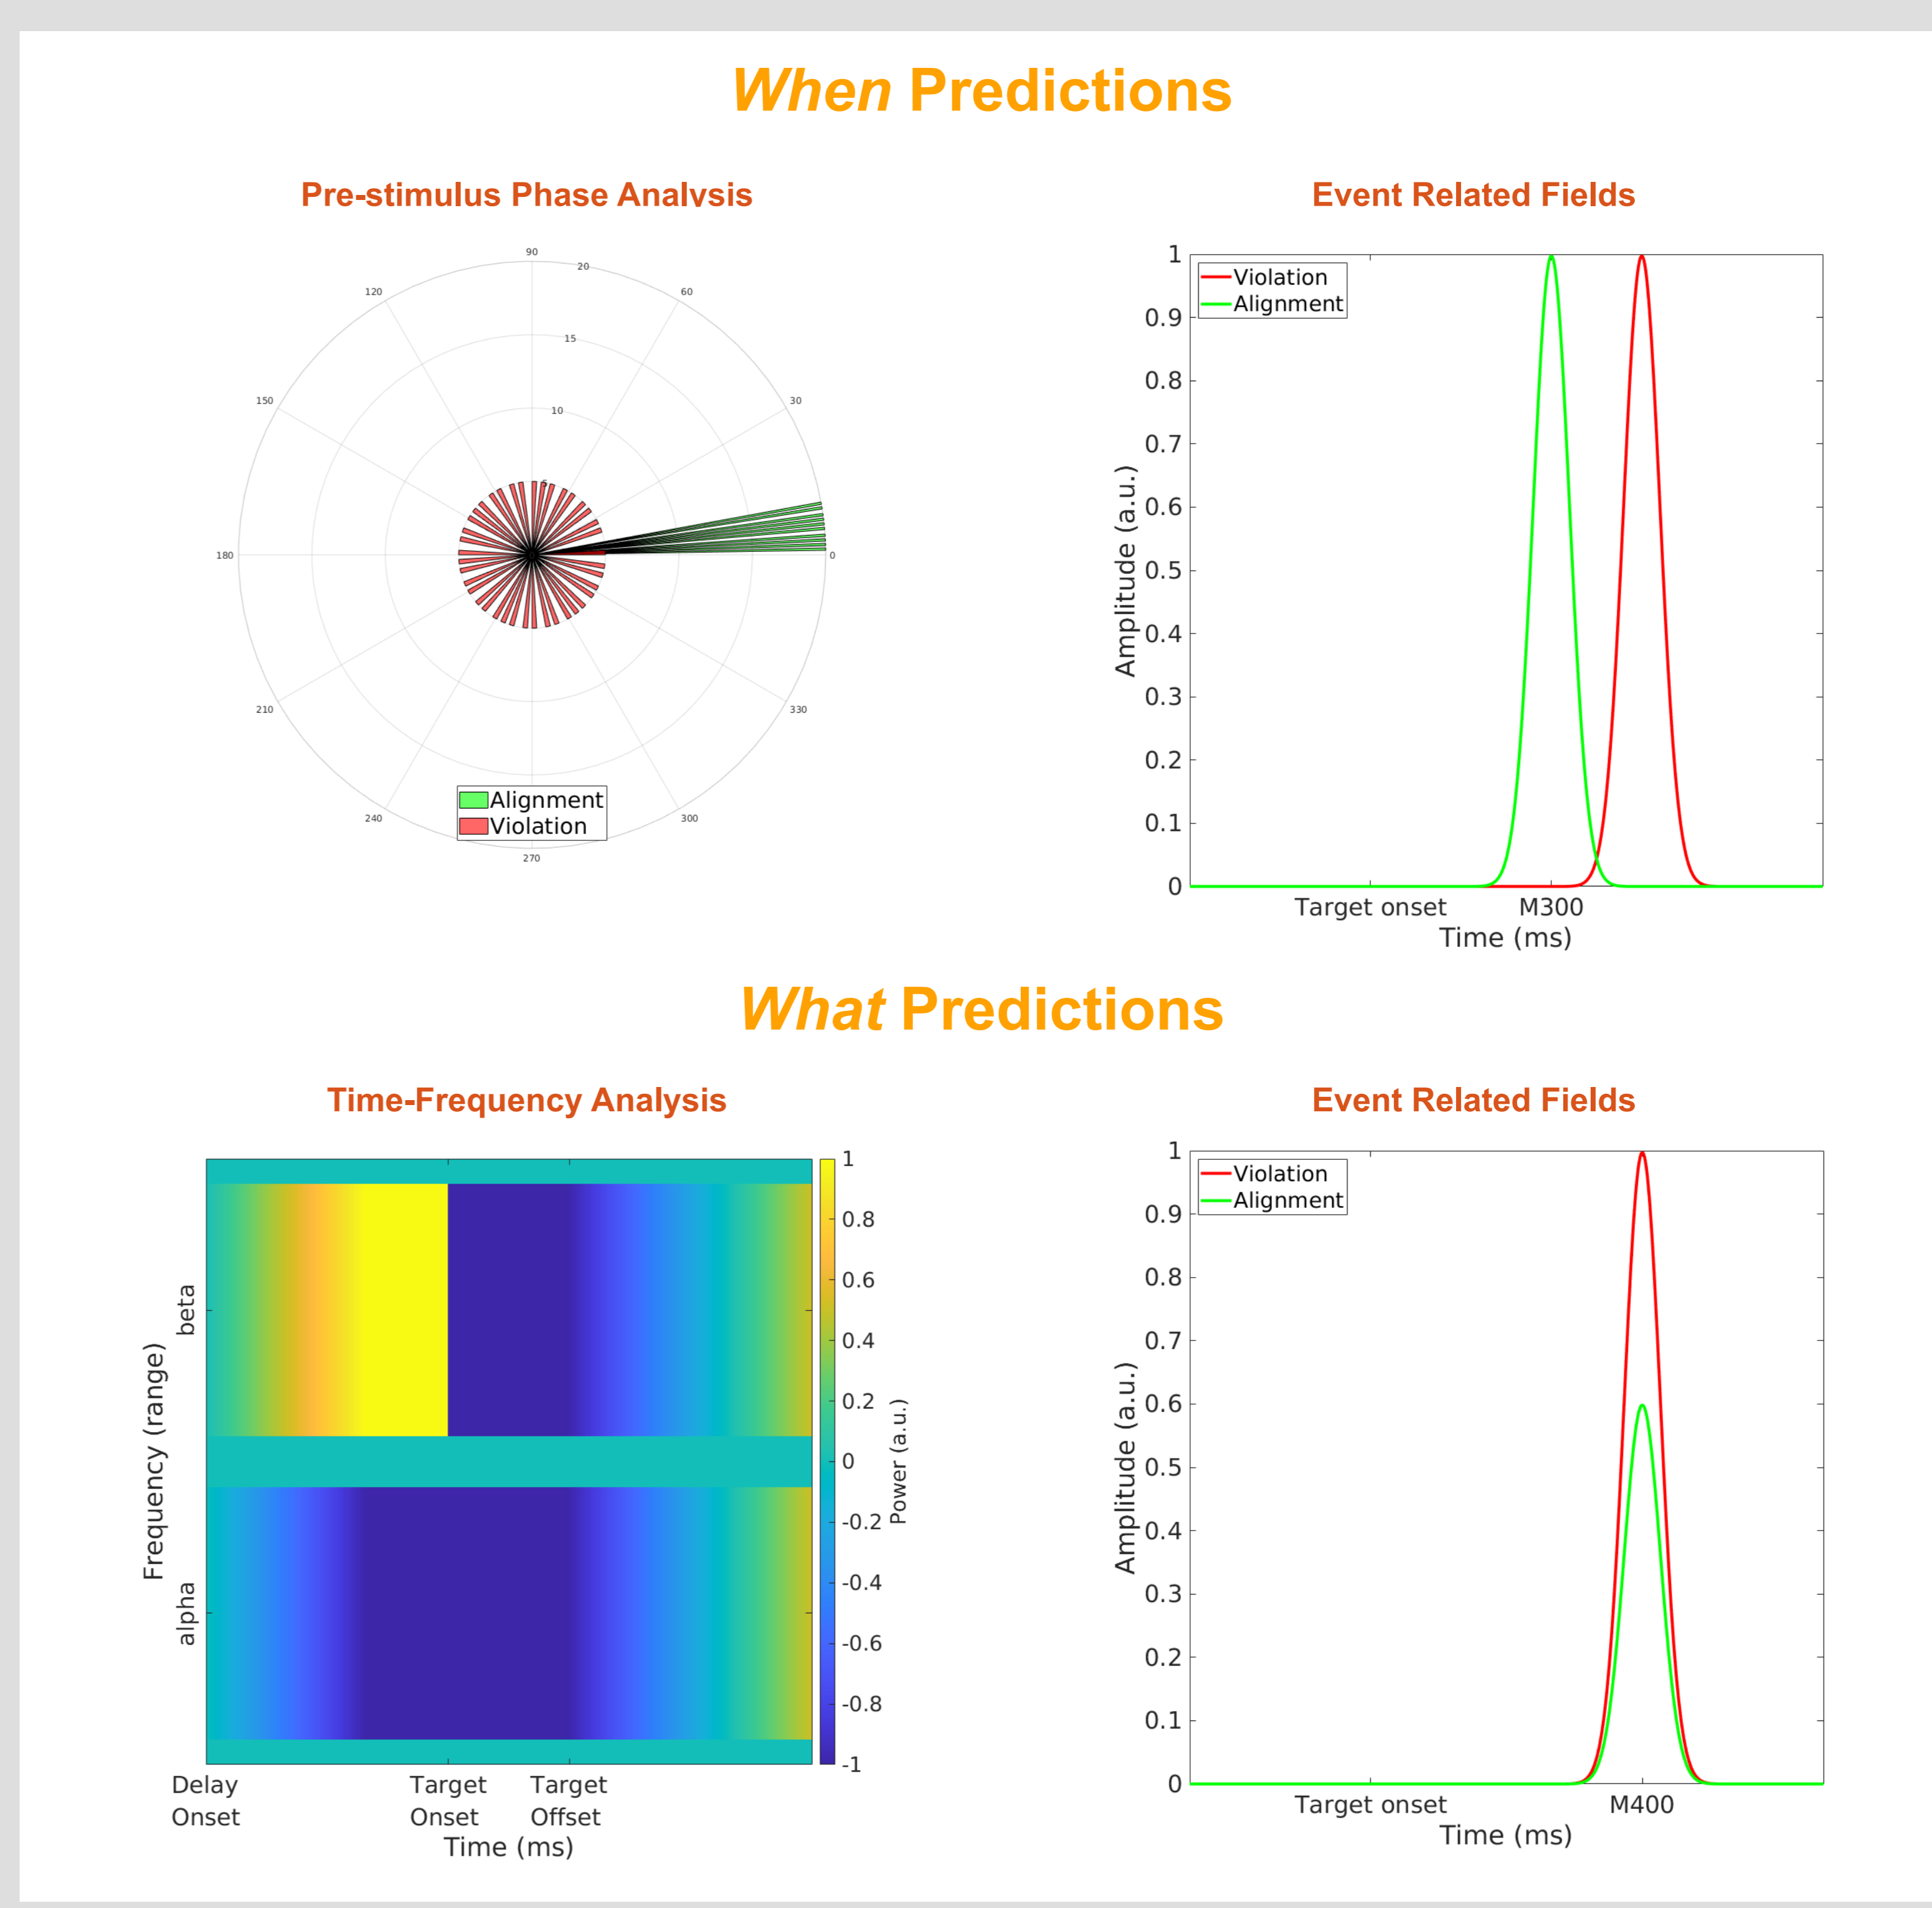 When Predictions
Pre-stimulus Phase Analysis
90
20
120
60
15
150
30
10
5
180
0
210
330
240
300
270
Alignment
Violation
Event Related Fields
Violation
Alignment
1
0.9
0.8
0.7
0.6
0.5
0.4
0.3
0.2
0.1
0
Amplitude (a.u.)
Target onset
M300
Time (ms)
What Predictions
Time-Frequency Analysis
beta
alpha
Frequency (range)
Delay
Onset
Target
Onset
Target
Offset
Time (ms)
1
0.8
0.6
0.4
0.2
0
-0.2
-0.4
-0.6
-0.8
-1
Power (a.u.)
Event Related Fields
Violation
Alignment
1
0.9
0.8
0.7
0.6
0.5
0.4
0.3
0.2
0.1
0
Amplitude (a.u.)
Target onset
M400
Time (ms)